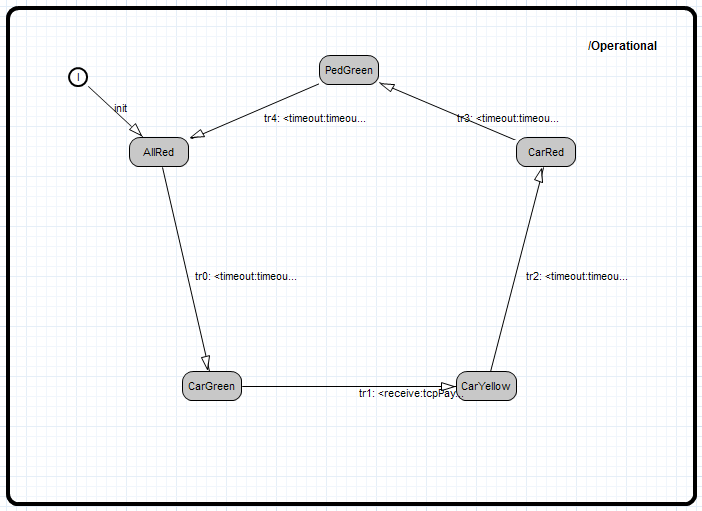 /Operational
PedGreen
I
init
tr4: <timeout:timeou...
tr3: <timeout:timeou...
AllRed
CarRed
tr0: <timeout:timeou...
tr2: <timeout:timeou...
CarGreen
CarYellow
tr1: <receive:tcpPay...